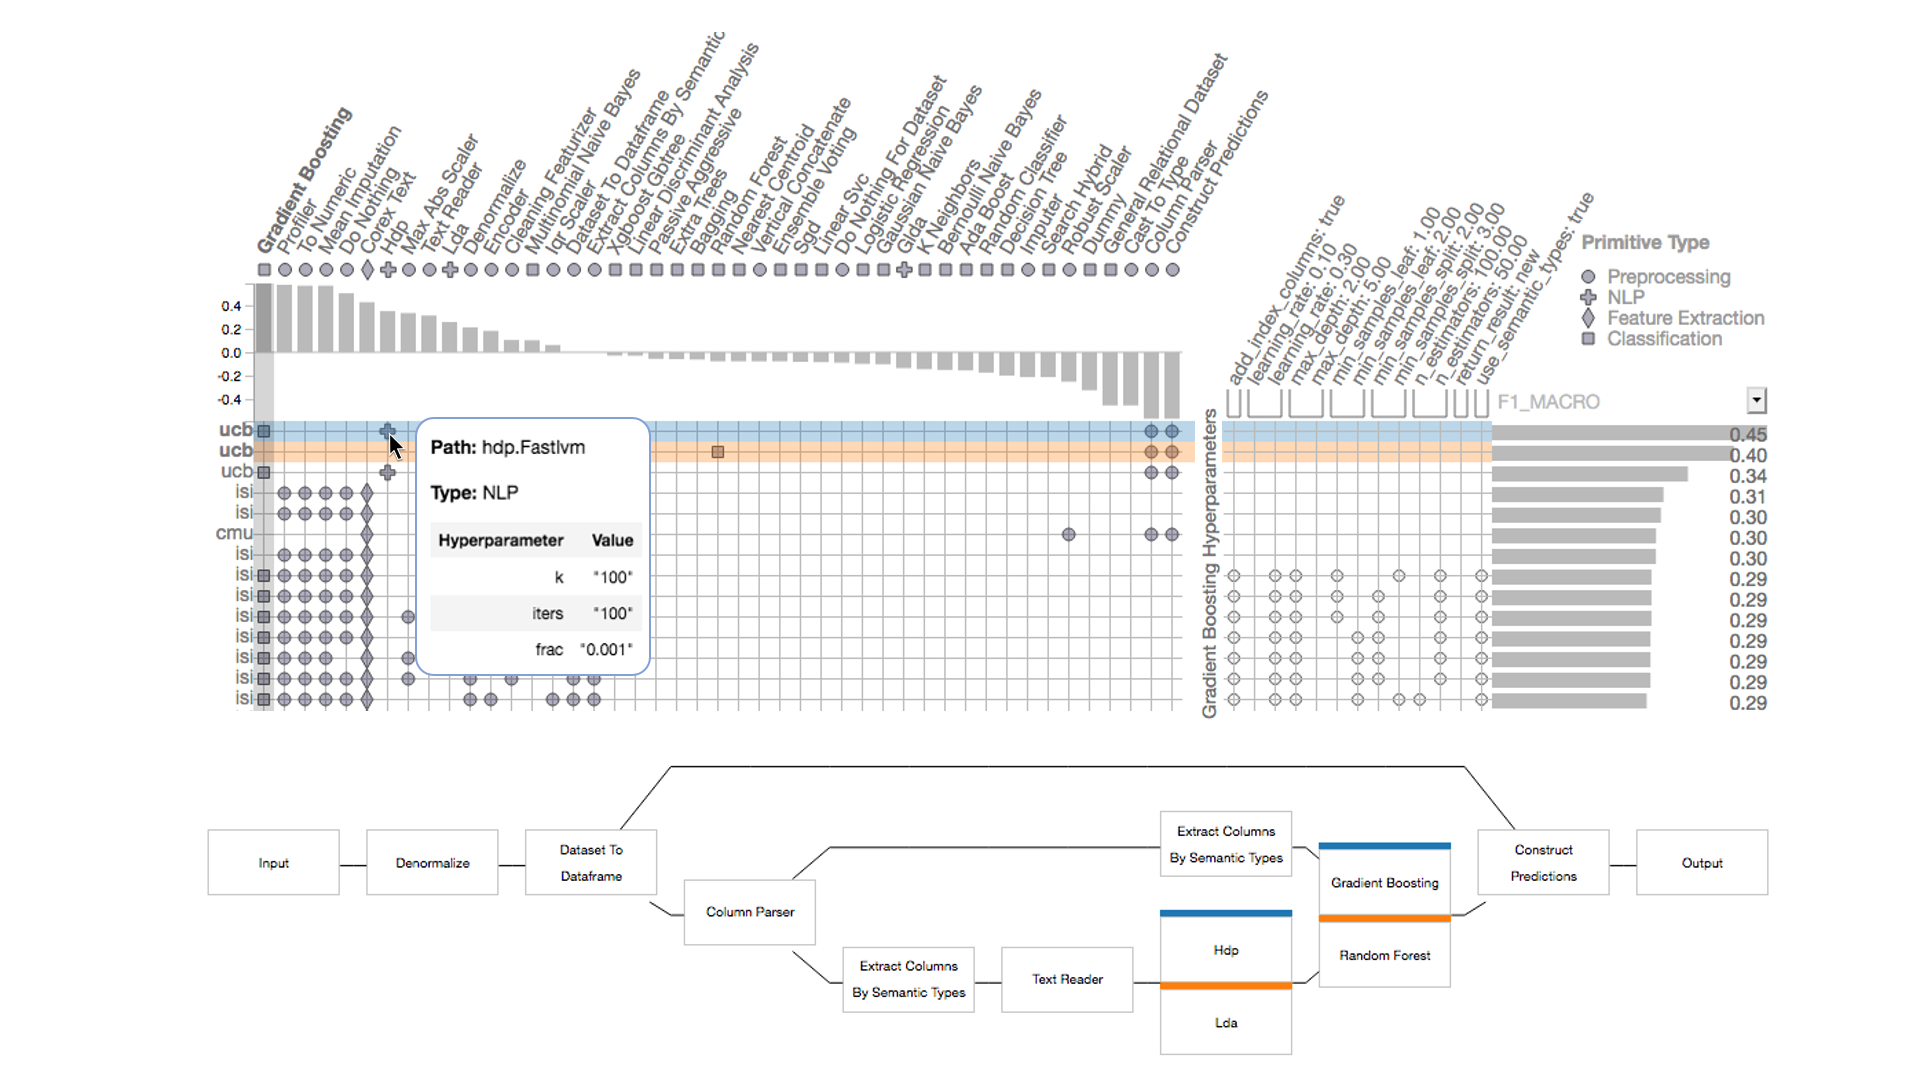 Gradient Boosting
Profiler
To Numeric
Mean Imputation
Do Nothing
Corex Text
Hdp
Max Abs Scaler
Text Reader
Lda
Denormalize
Encoder
Cleaning Featurizer
Multinomial Naive Bayes
Iqr Scaler
Dataset To Dataframe
Extract Columns By Semantic
Xgboost Gbtree
Linear Discriminant Analysis
Passive Aggressive
Extra Trees
Bagging
Random Forest
Nearest Centroid
Vertical Concatenate
Ensemble Voting
Sgd
Linear Svc
Do Nothing For Dataset
Logistic Regression
Gaussian Naive Bayes
Glda
K Neighbors
Bernoulli Naive Bayes
Ada Boost
Random Classifier
Decision Tree
Imputer
Search Hybrid
Robust Scaler
Dummy
General Relational Dataset
Cast To Type
Column Parser
Construct Predictions
add_index_columns: true
learning_rate: 0.10
learning_rate: 0.30
max_depth: 2.00
max_depth: 5.00
min_samples_leaf: 1.00
min_samples_leaf: 2.00
min_samples_split: 2.00
min_samples_split: 3.00
n_estimators: 100.00
n_estimators: 50.00
return_result: new
use_semantic_types: true
Primitive Type
Preprocessing
NLP
Feature Extraction
Classification
0.4
0.2
0.0
-0.2
-0.4
F1_MACRO
Gradient Boosting Hyperparameters
ucb 0.45
ucb 0.40
ucb 0.34
isi 0.31
isi 0.30
cmu 0.30
isi 0.30
isi 0.29
isi 0.29
isi 0.29
isi 0.29
isi 0.29
isi 0.29
isi 0.29
Path: hdp.Fastlvm
Type: NLP
Hyperparameter Value
k "100"
iters "100"
frac "0.001"
Input
Denormalize
Dataset To
Dataframe
Column Parser
Extract Columns
By Semantic Types
Text Reader
Extract Columns
By Semantic Types
Hdp
Lda
Gradient Boosting
Random Forest
Construct
Predictions
Output